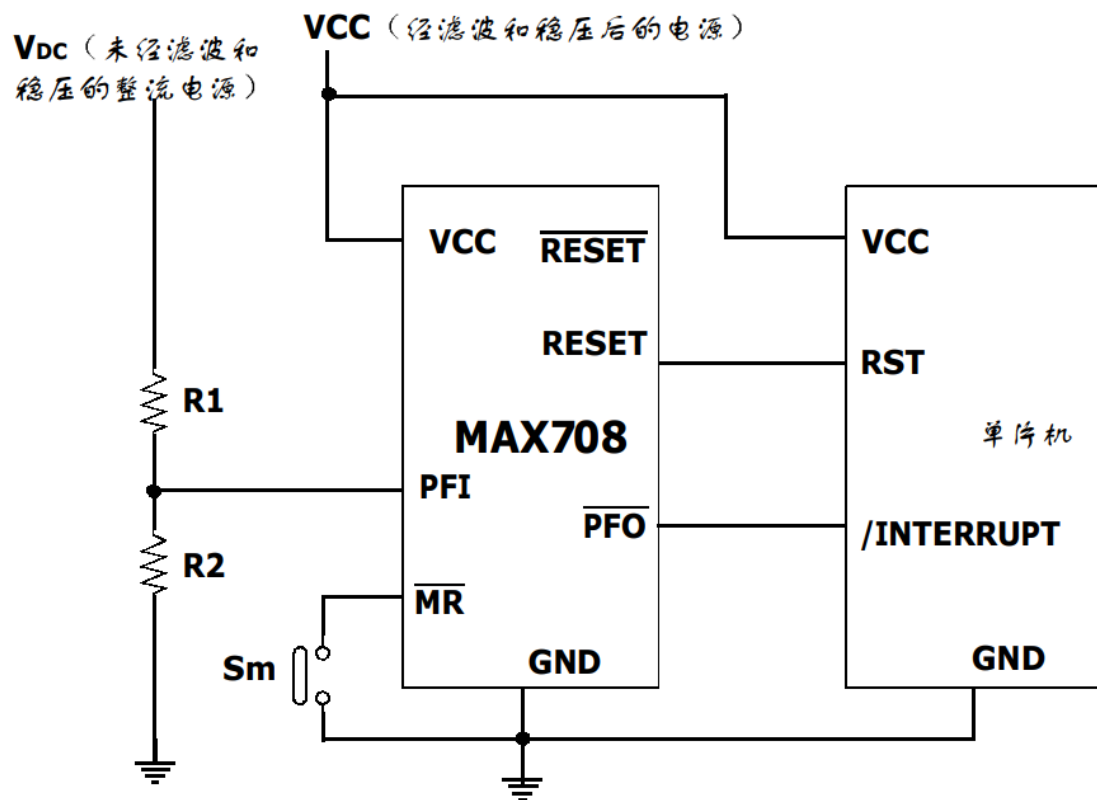 VDC（未经滤波和
稳压的整流电源）
VCC（经滤波和稳压后的电源）
VCC
RESET
RESET
MAX708
PFI
PFO
MR
GND
R1
R2
Sm
VCC
RST
单片机
/INTERRUPT
GND